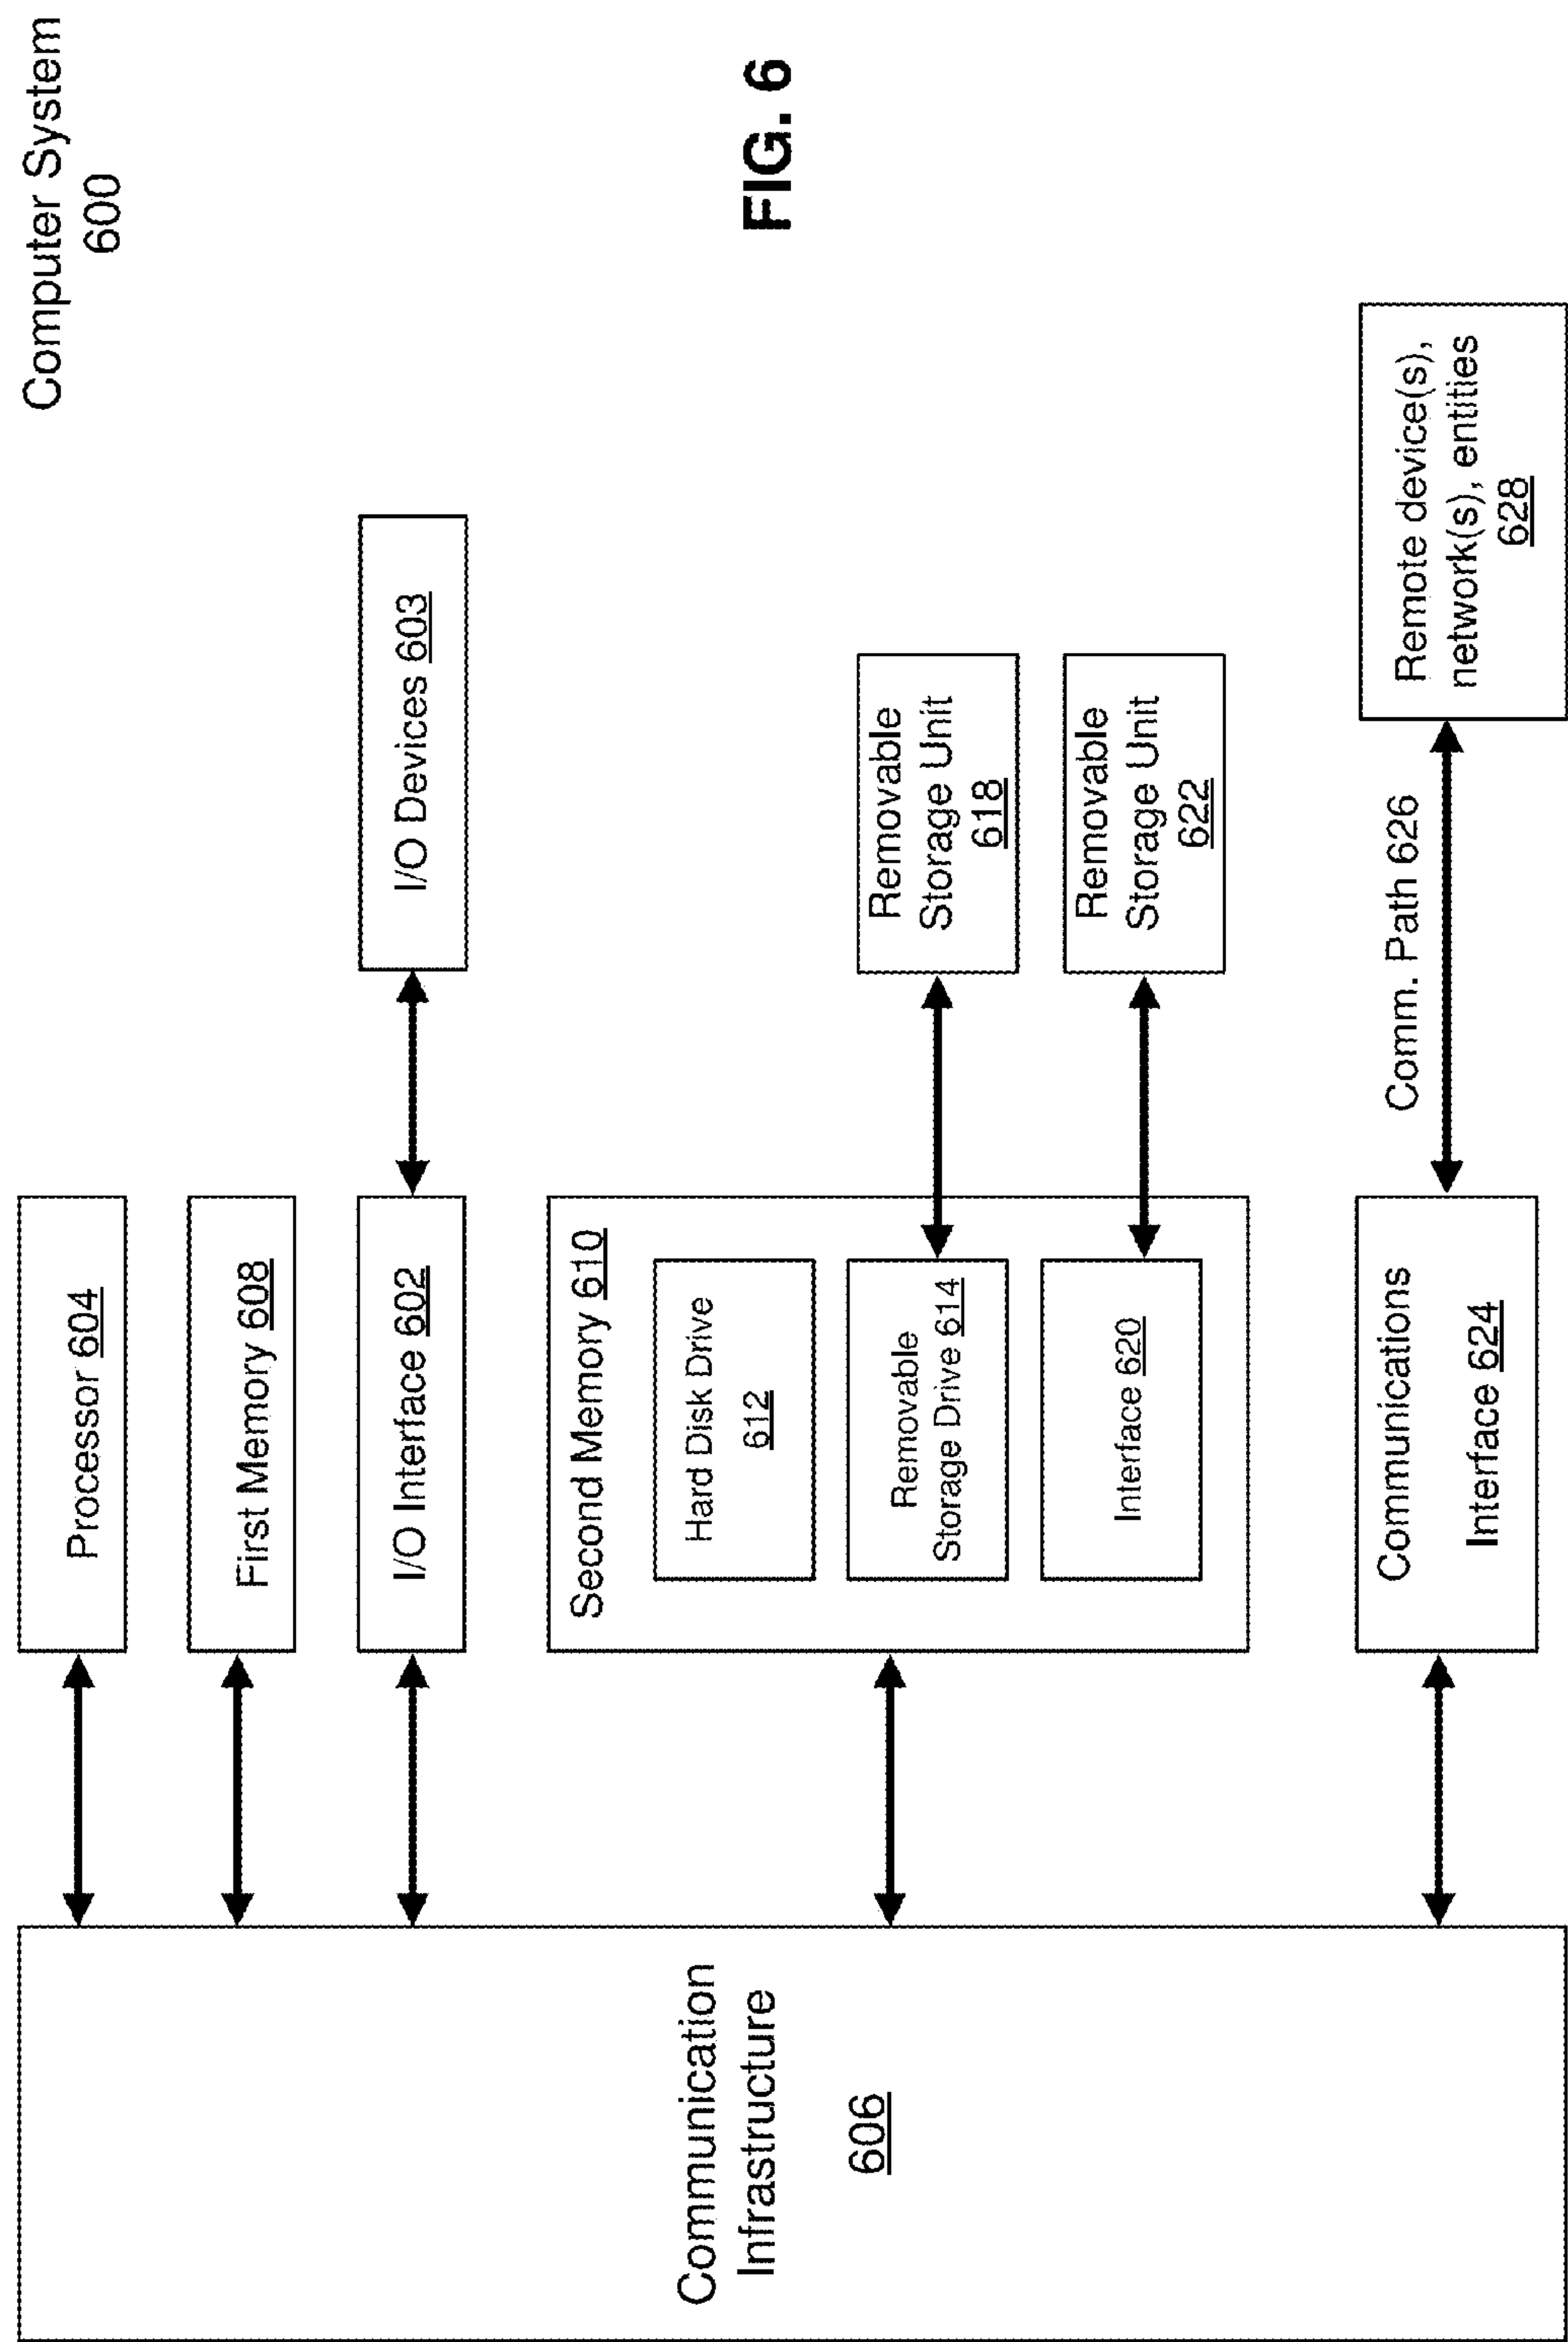 Computer System
600
Processor 604
First Memory 608
I/O Interface 602
I/O Devices 603
Second Memory 610
Hard Disk Drive
612
Removable
Storage Drive 614
Interface 620
Removable
Storage Unit
618
Removable
Storage Unit
622
Communications
Interface 624
Comm. Path 626
Remote device(s),
network(s), entities
628
Communication
Infrastructure
606
FIG. 6